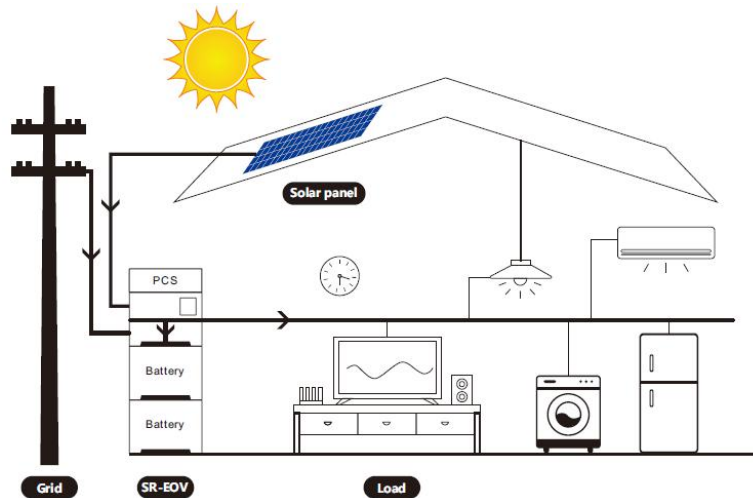 Solar panel
PCS
Battery
Battery
Grid
SR-EOV
Load